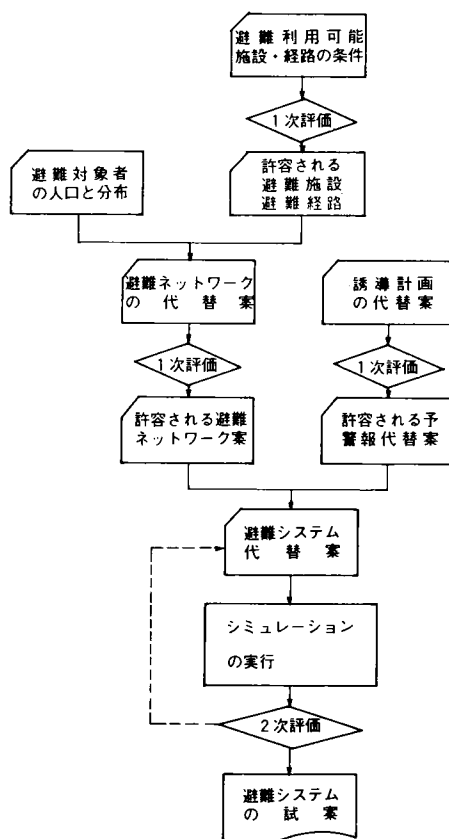 避難利用可能
施設・経路の条件
1次評価
避難対象者
の人口と分布
許容される
避難施設
避難経路
避難ネットワーク
の代替案
誘導計画
の代替案
1次評価
1次評価
許容される避難
ネットワーク案
許容される予
警報代替案
避難システム
代替案
シミュレーション
の実行
2次評価
避難システム
の試案